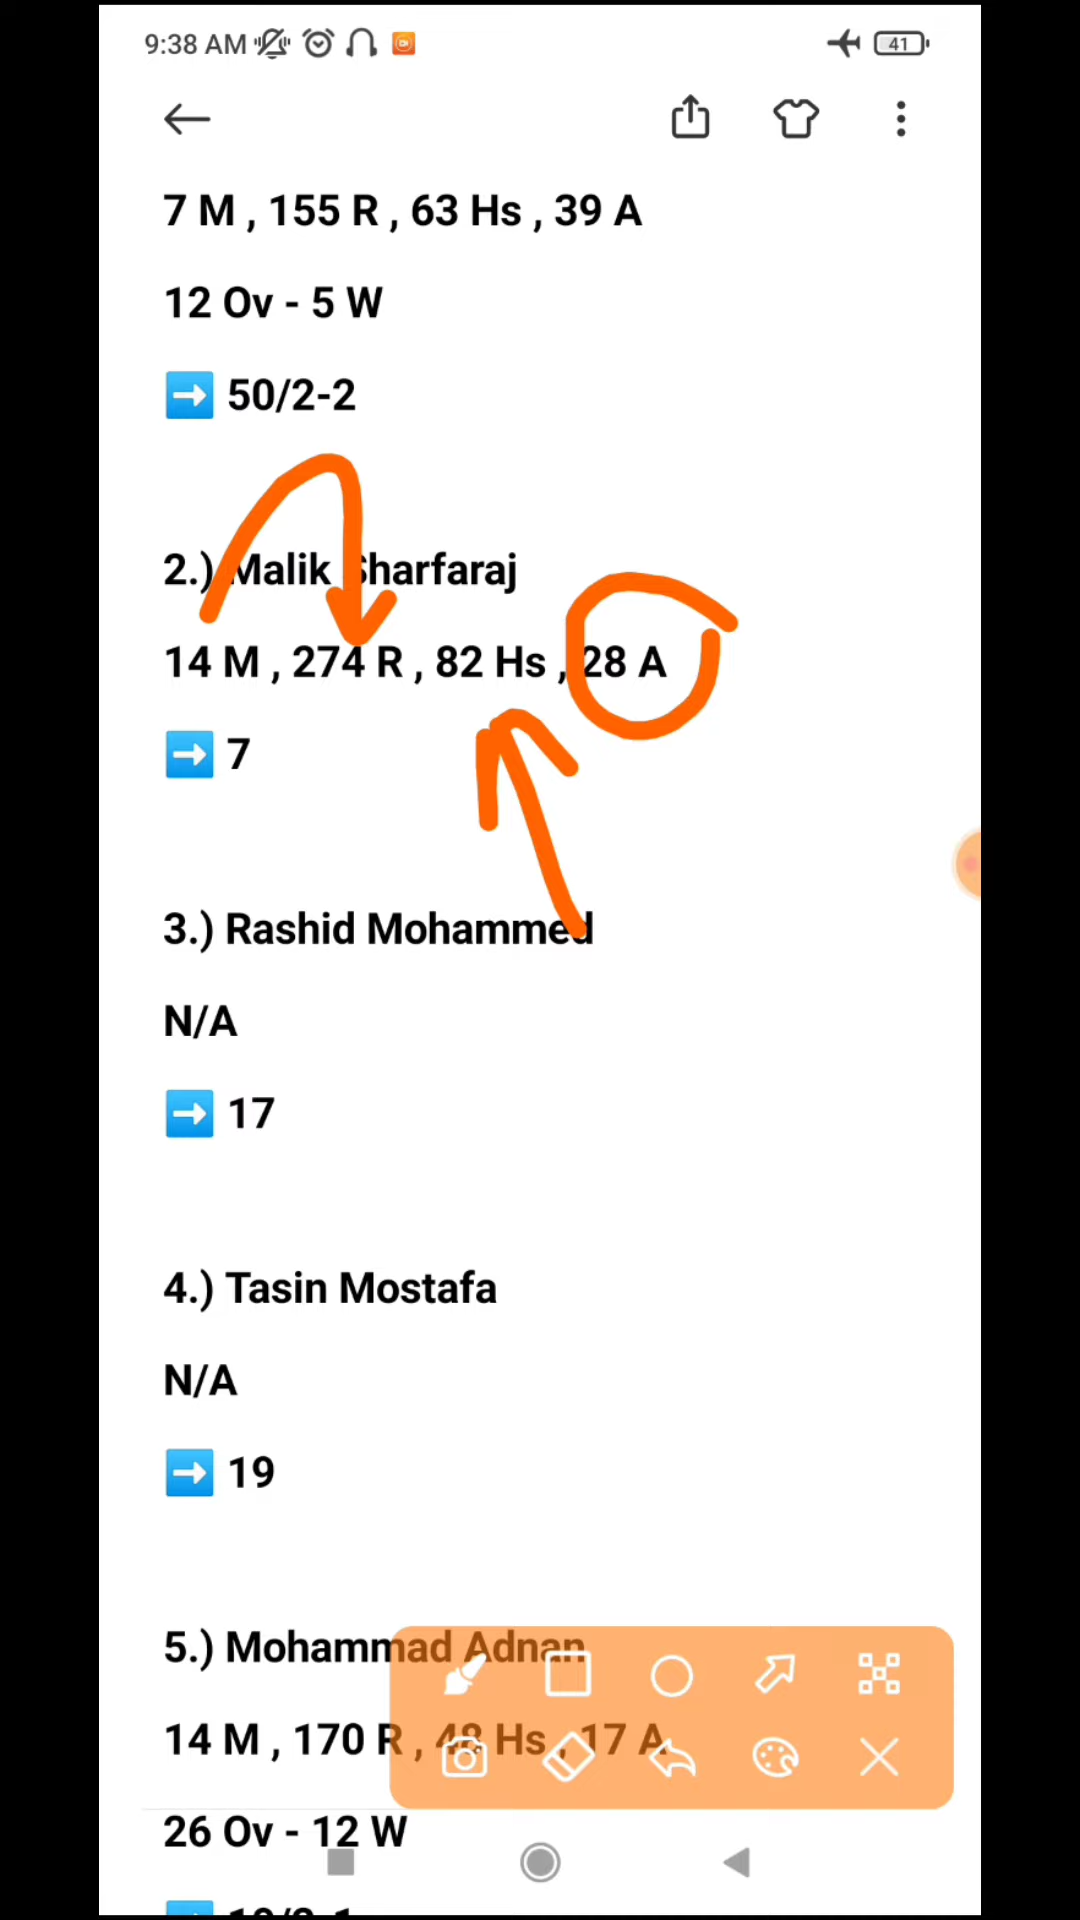 9:38 AM 41
7 M , 155 R , 63 Hs , 39 A
12 Ov - 5 W
➡️ 50/2-2
2.) Malik Sharfaraj
14 M , 274 R , 82 Hs , 28 A
➡️ 7
3.) Rashid Mohammed
N/A
➡️ 17
4.) Tasin Mostafa
N/A
➡️ 19
5.) Mohammad Adnan
14 M , 170 R , 48 Hs , 17 A
26 Ov - 12 W